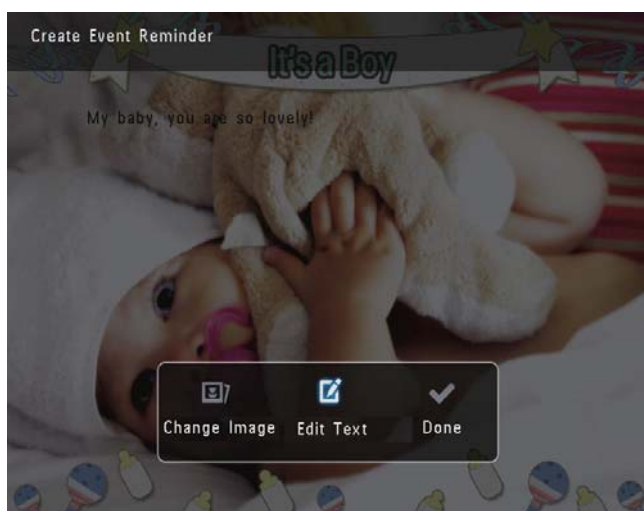 Create Event Reminder
It's a Boy
My baby, you are so lovely!
Change Image
Edit Text
Done